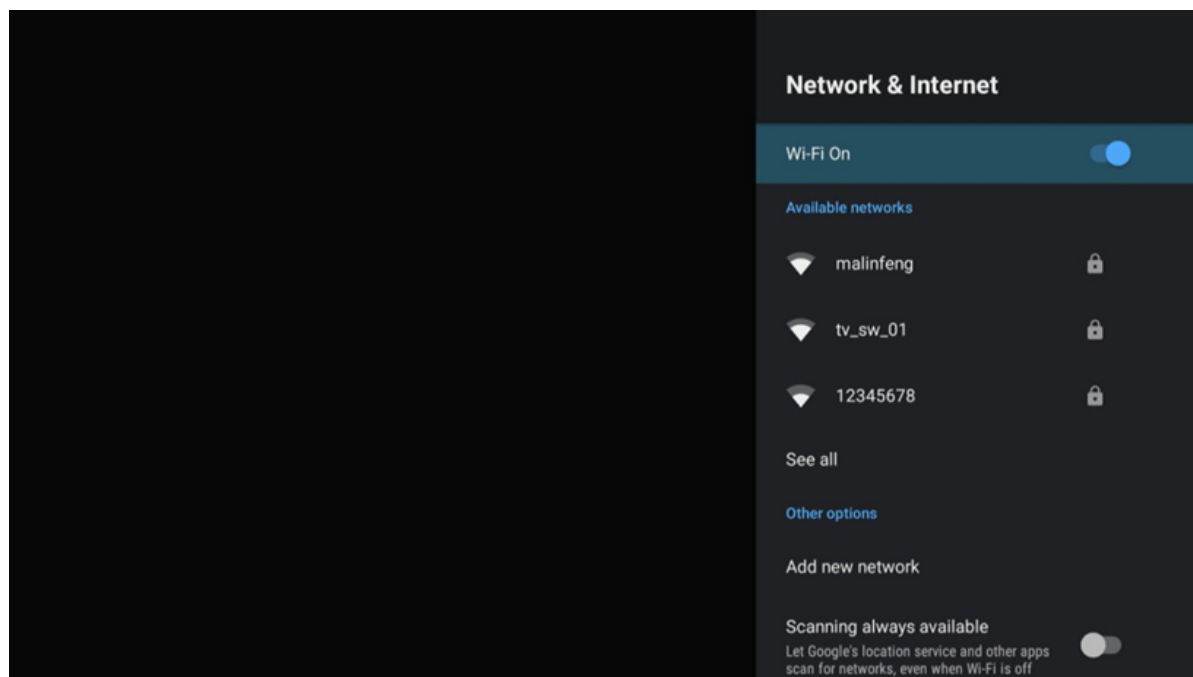 Network & Internet
Wi-Fi On
Available networks
malinfeng
tv_sw_01
12345678
See all
Other options
Add new network
Scanning always available
Let Google's location service and other apps
scan for networks, even when Wi-Fi is off